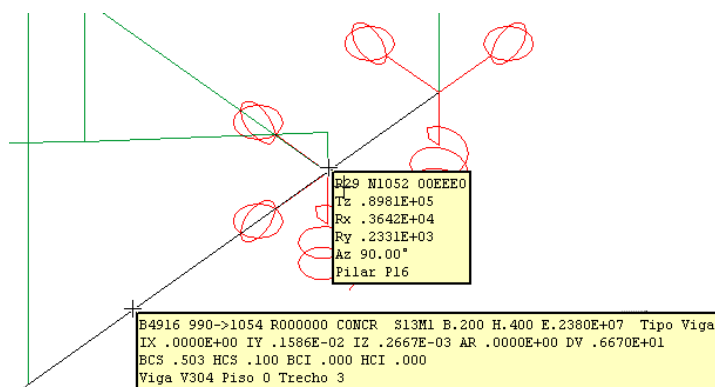 R29 N1052 00EEE0
Tz .8981E+05
Rx .3642E+04
Ry .2331E+03
Az 90.00°
Pilar P16
B4916 990->1054 R000000 CONCR S13M1 B.200 H.400 E.2380E+07 Tipo Viga
IX .0000E+00 IY .1586E-02 IZ .2667E-03 AR .0000E+00 DV .6670E+01
BCS .503 HCS .100 BCI .000 HCI .000
Viga V304 Piso 0 Trecho 3